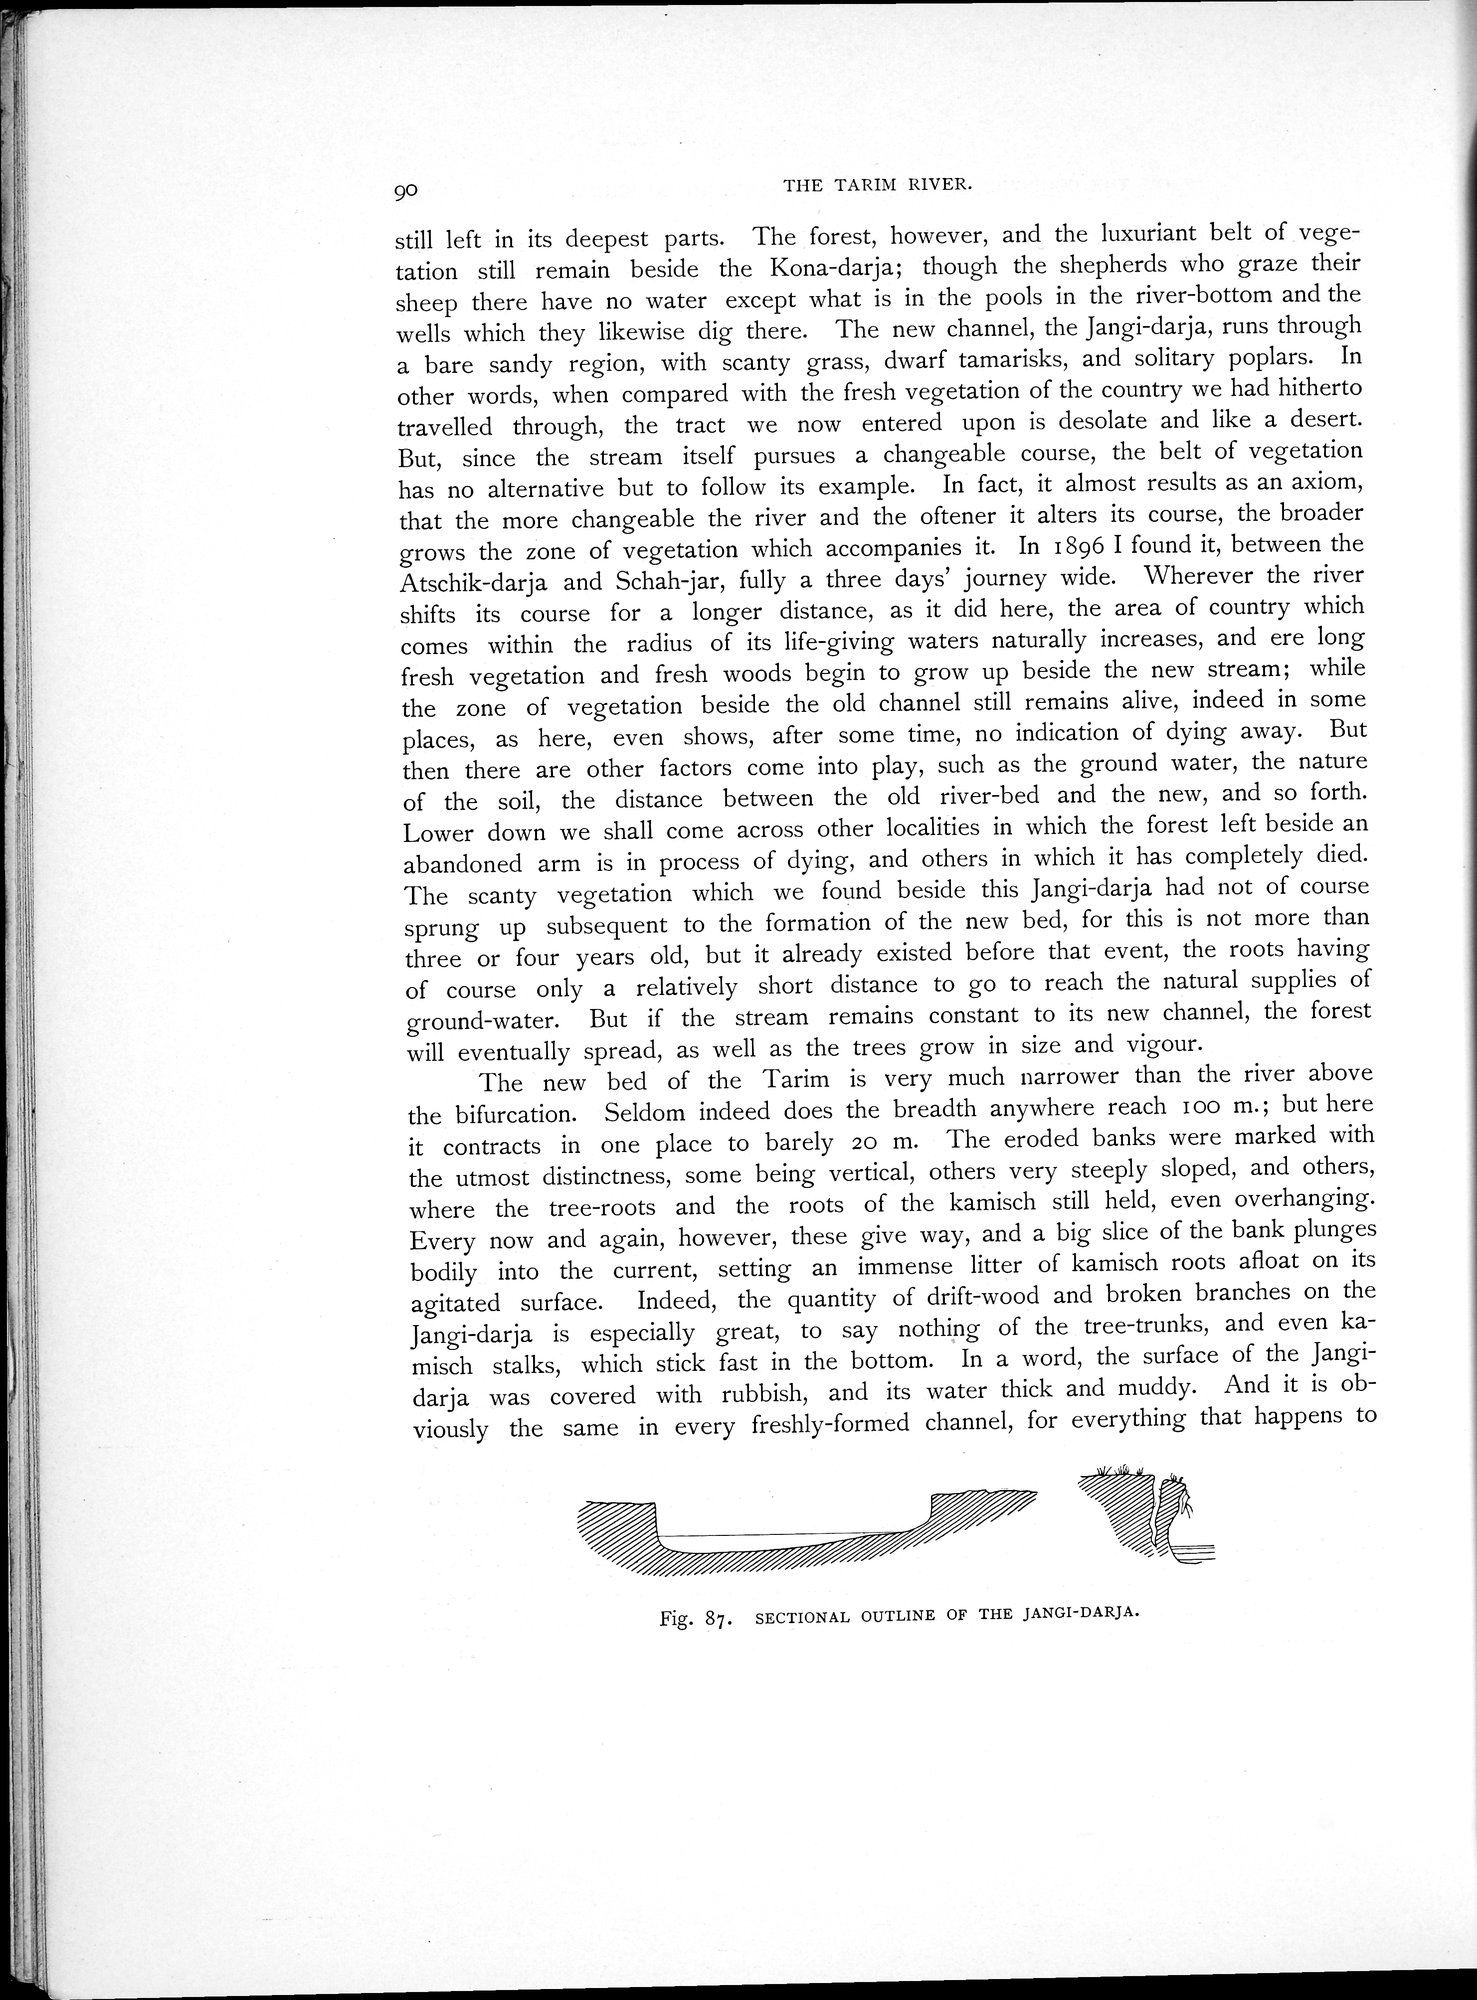 90
THE TARIM RIVER.
still left in its deepest parts. The forest, however, and the luxuriant belt of vege-
tation still remain beside the Kona-darja; though the shepherds who graze their
sheep there have no water except what is in the pools in the river-bottom and the
wells which they likewise dig there. The new channel, the Jangi-darja, runs through
a bare sandy region, with scanty grass, dwarf tamarisks, and solitary poplars. In
other words, when compared with the fresh vegetation of the country we had hitherto
travelled through, the tract we now entered upon is desolate and like a desert.
But, since the stream itself pursues a changeable course, the belt of vegetation
has no alternative but to follow its example. In fact, it almost results as an axiom,
that the more changeable the river and the oftener it alters its course, the broader
grows the zone of vegetation which accompanies it. In 1896 I found it, between the
Atschik-darja and Schah-jar, fully a three days’ journey wide. Wherever the river
shifts its course for a longer distance, as it did here, the area of country which
comes within the radius of its life-giving waters naturally increases, and ere long
fresh vegetation and fresh woods begin to grow up beside the new stream; while
the zone of vegetation beside the old channel still remains alive, indeed in some
places, as here, even shows, after some time, no indication of dying away. But
then there are other factors come into play, such as the ground water, the nature
of the soil, the distance between the old river-bed and the new, and so forth.
Lower down we shall come across other localities in which the forest left beside an
abandoned arm is in process of dying, and others in which it has completely died.
The scanty vegetation which we found beside this Jangi-darja had not of course
sprung up subsequent to the formation of the new bed, for this is not more than
three or four years old, but it already existed before that event, the roots having
of course only a relatively short distance to go to reach the natural supplies of
ground-water. But if the stream remains constant to its new channel, the forest
will eventually spread, as well as the trees grow in size and vigour.
The new bed of the Tarim is very much narrower than the river above
the bifurcation. Seldom indeed does the breadth anywhere reach 100 m.; but here
it contracts in one place to barely 20 m. The eroded banks were marked with
the utmost distinctness, some being vertical, others very steeply sloped, and others,
where the tree-roots and the roots of the kamisch still held, even overhanging.
Every now and again, however, these give way, and a big slice of the bank plunges
bodily into the current, setting an immense litter of kamisch roots afloat on its
agitated surface. Indeed, the quantity of drift-wood and broken branches on the
Jangi-darja is especially great, to say nothing of the tree-trunks, and even ka-
misch stalks, which stick fast in the bottom. In a word, the surface of the Jangi-
darja was covered with rubbish, and its water thick and muddy. And it is ob-
viously the same in every freshly-formed channel, for everything that happens to
Fig. 87. SECTIONAL OUTLINE OF THE JANGI-DARJA.